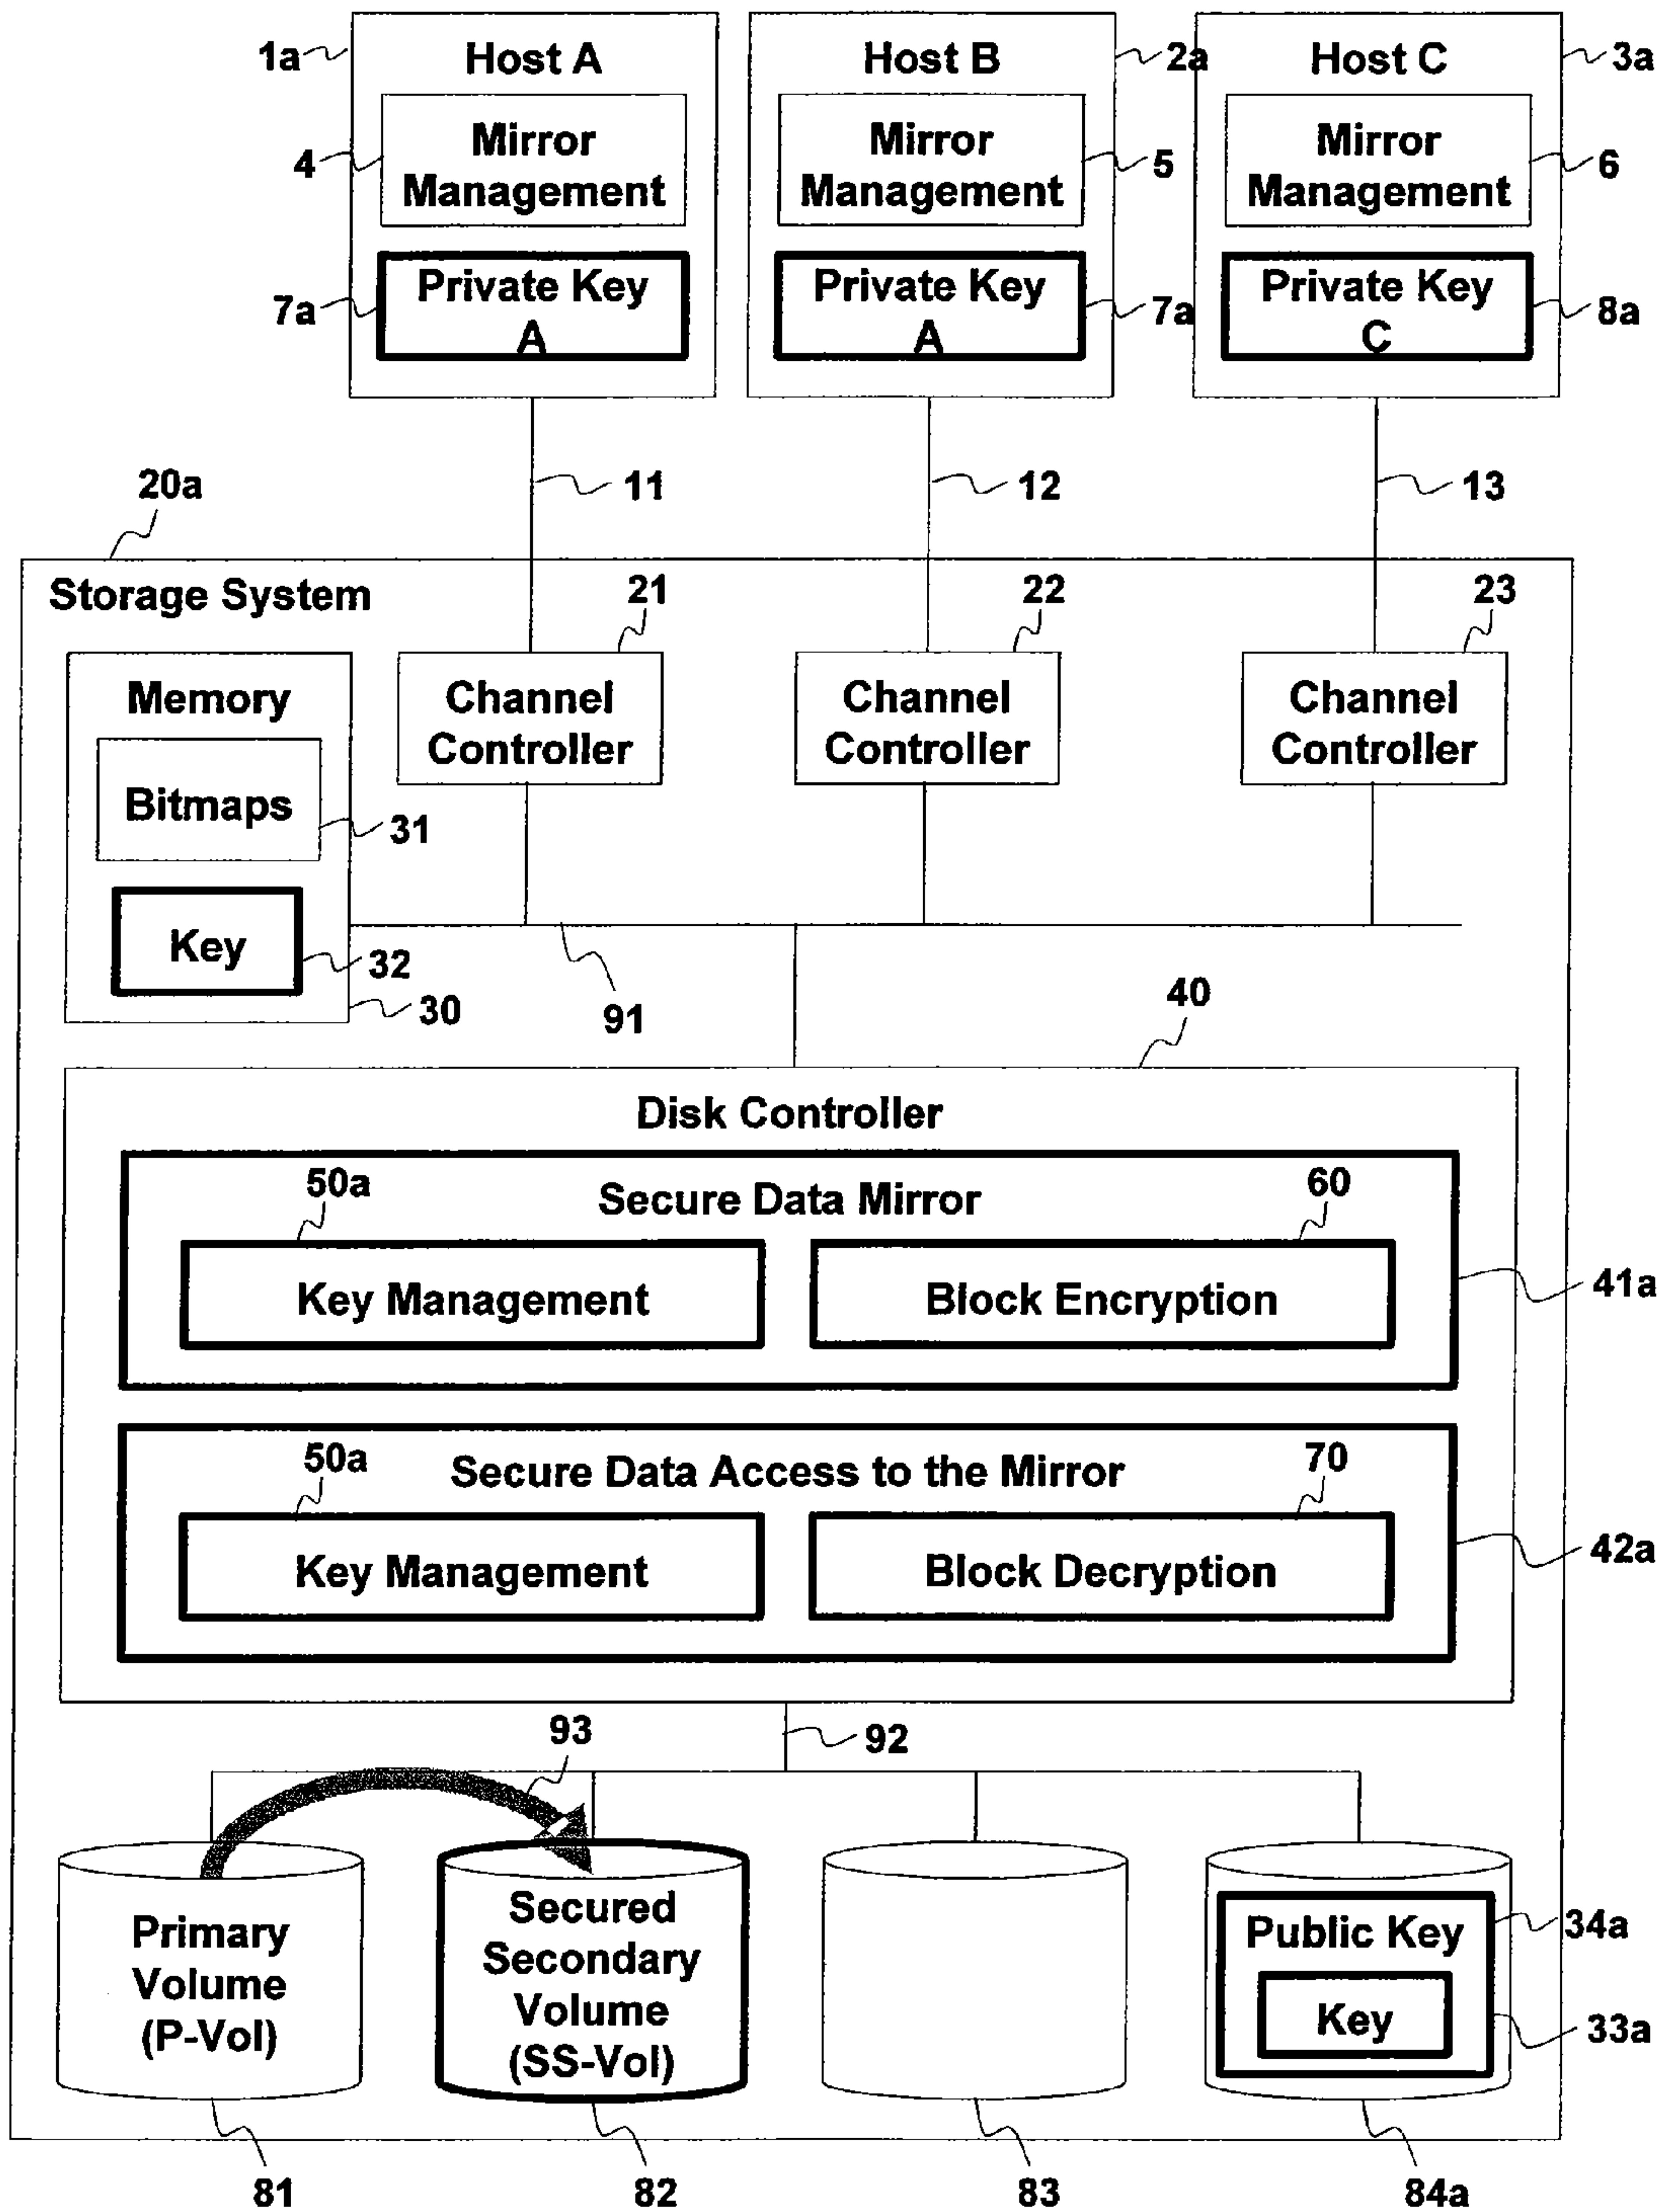 1a
Host A
Host B
2a
Host C
3a
4
Mirror
Management
Mirror
Management
5
Mirror
Management
6
7a
Private Key
A
Private Key
A
7a
Private Key
C
8a
20a
11
12
13
Storage System
21
22
23
Memory
Channel
Controller
Channel
Controller
Channel
Controller
Bitmaps
31
Key
32
30
91
40
Disk Controller
50a
Secure Data Mirror
60
Key Management
Block Encryption
41a
50a
Secure Data Access to the Mirror
70
Key Management
Block Decryption
42a
93
92
Primary
Volume
(P-Vol)
Secured
Secondary
Volume
(SS-Vol)
Public Key
34a
Key
33a
81
82
83
84a